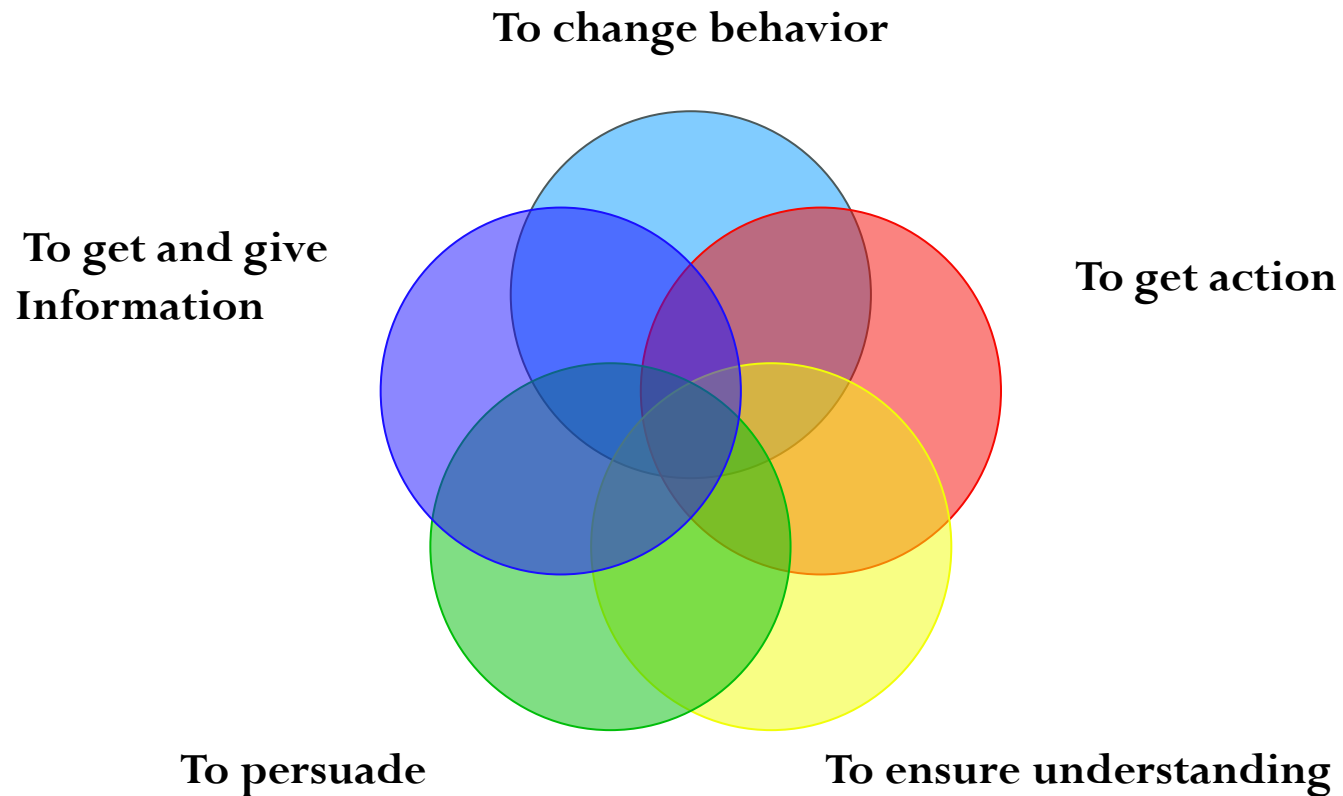 To change behavior
To get and give
Information
To get action
To persuade
To ensure understanding